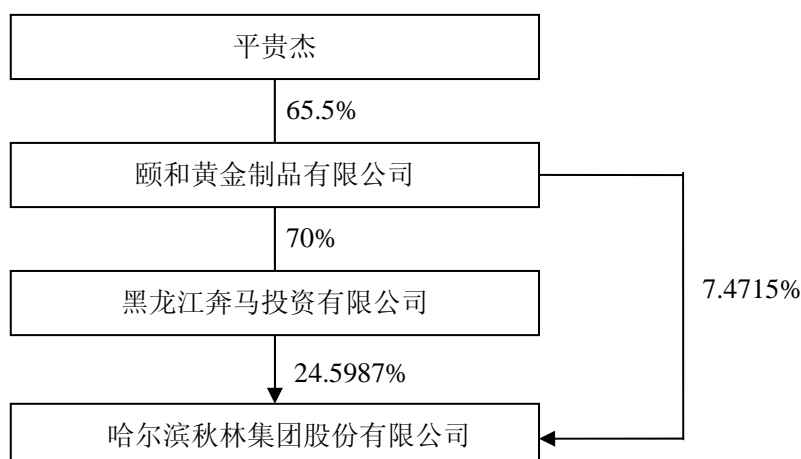 平贵杰
65.5%
颐和黄金制品有限公司
70%
黑龙江奔马投资有限公司
7.4715%
24.5987%
哈尔滨秋林集团股份有限公司